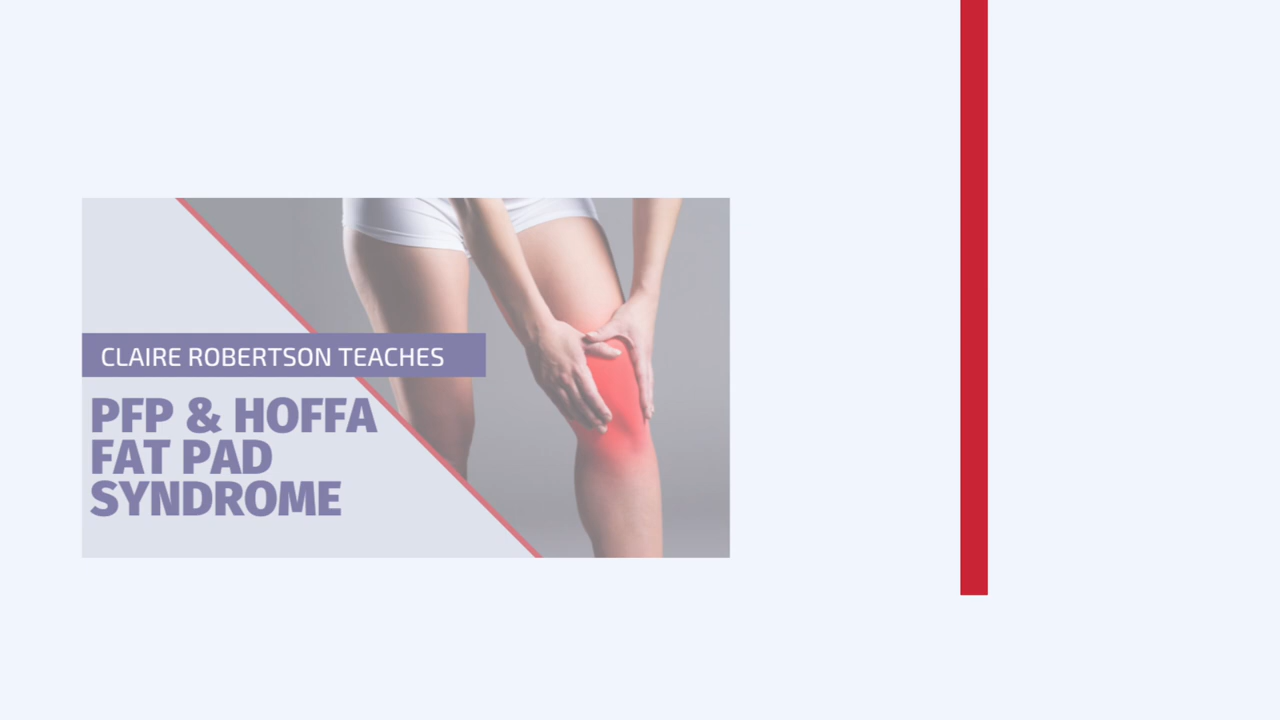 CLAIRE ROBERTSON TEACHES
PFP & HOFFA
FAT PAD
SYNDROME